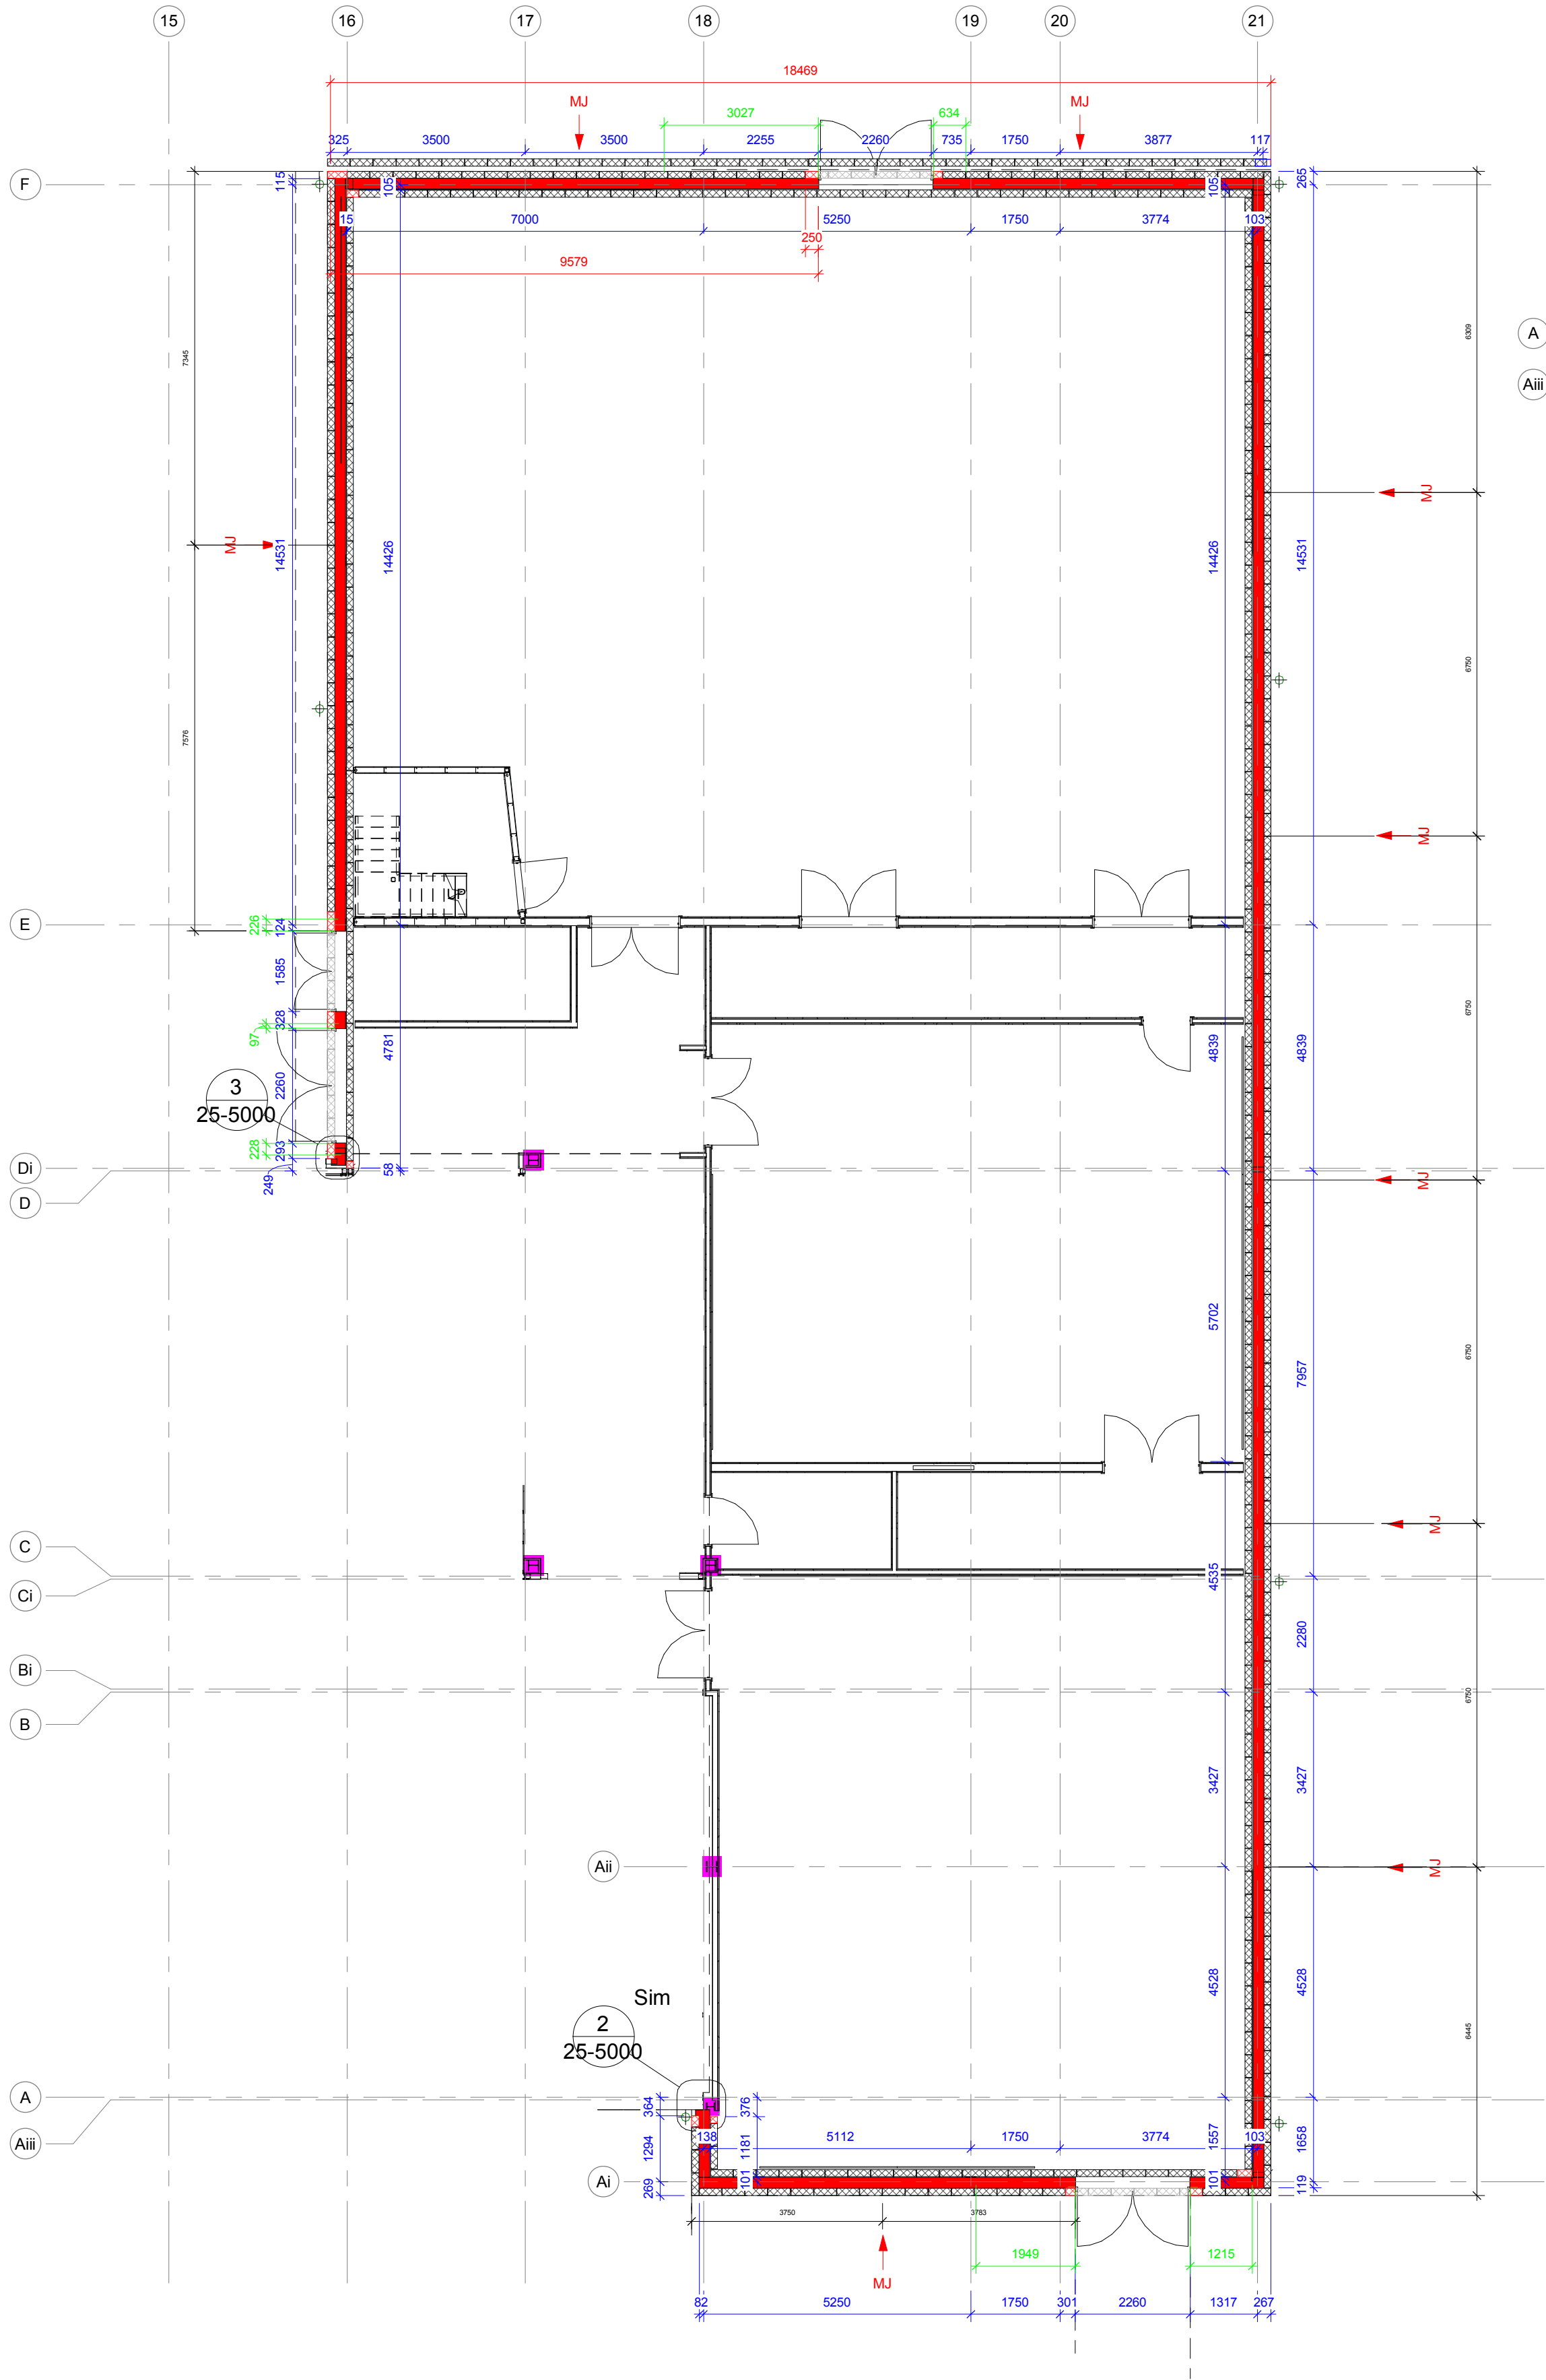 15 16 17 18 19 20 21
18469
MJ MJ
3027 634
325 3500 3500 2255 2260 735 1750 3877 117
F
115 105 105 265
15 7000 5250 1750 3774 103
250
9579
A
Aiii
7345
6309
MJ
MJ
14531 14426 14426 14531
6750
7576
MJ
UP
E
226 124
1585
6750
328
97
4781 4839 4839
2260
3
25-5000
228 293
Di
249 58
D
MJ
5702
6750
7957
C
MJ
Ci
4535
2280
Bi
6750
B
3427 3427
Aii
MJ
4528 4528
Sim
2
25-5000
6445
A
364 376
Aiii
138 5112 1750 3774 103
1294 1181 1557 1658
Ai
269 101 101 119
3750 3783
1949 1215
MJ
82 5250 1750 301 2260 1317 267